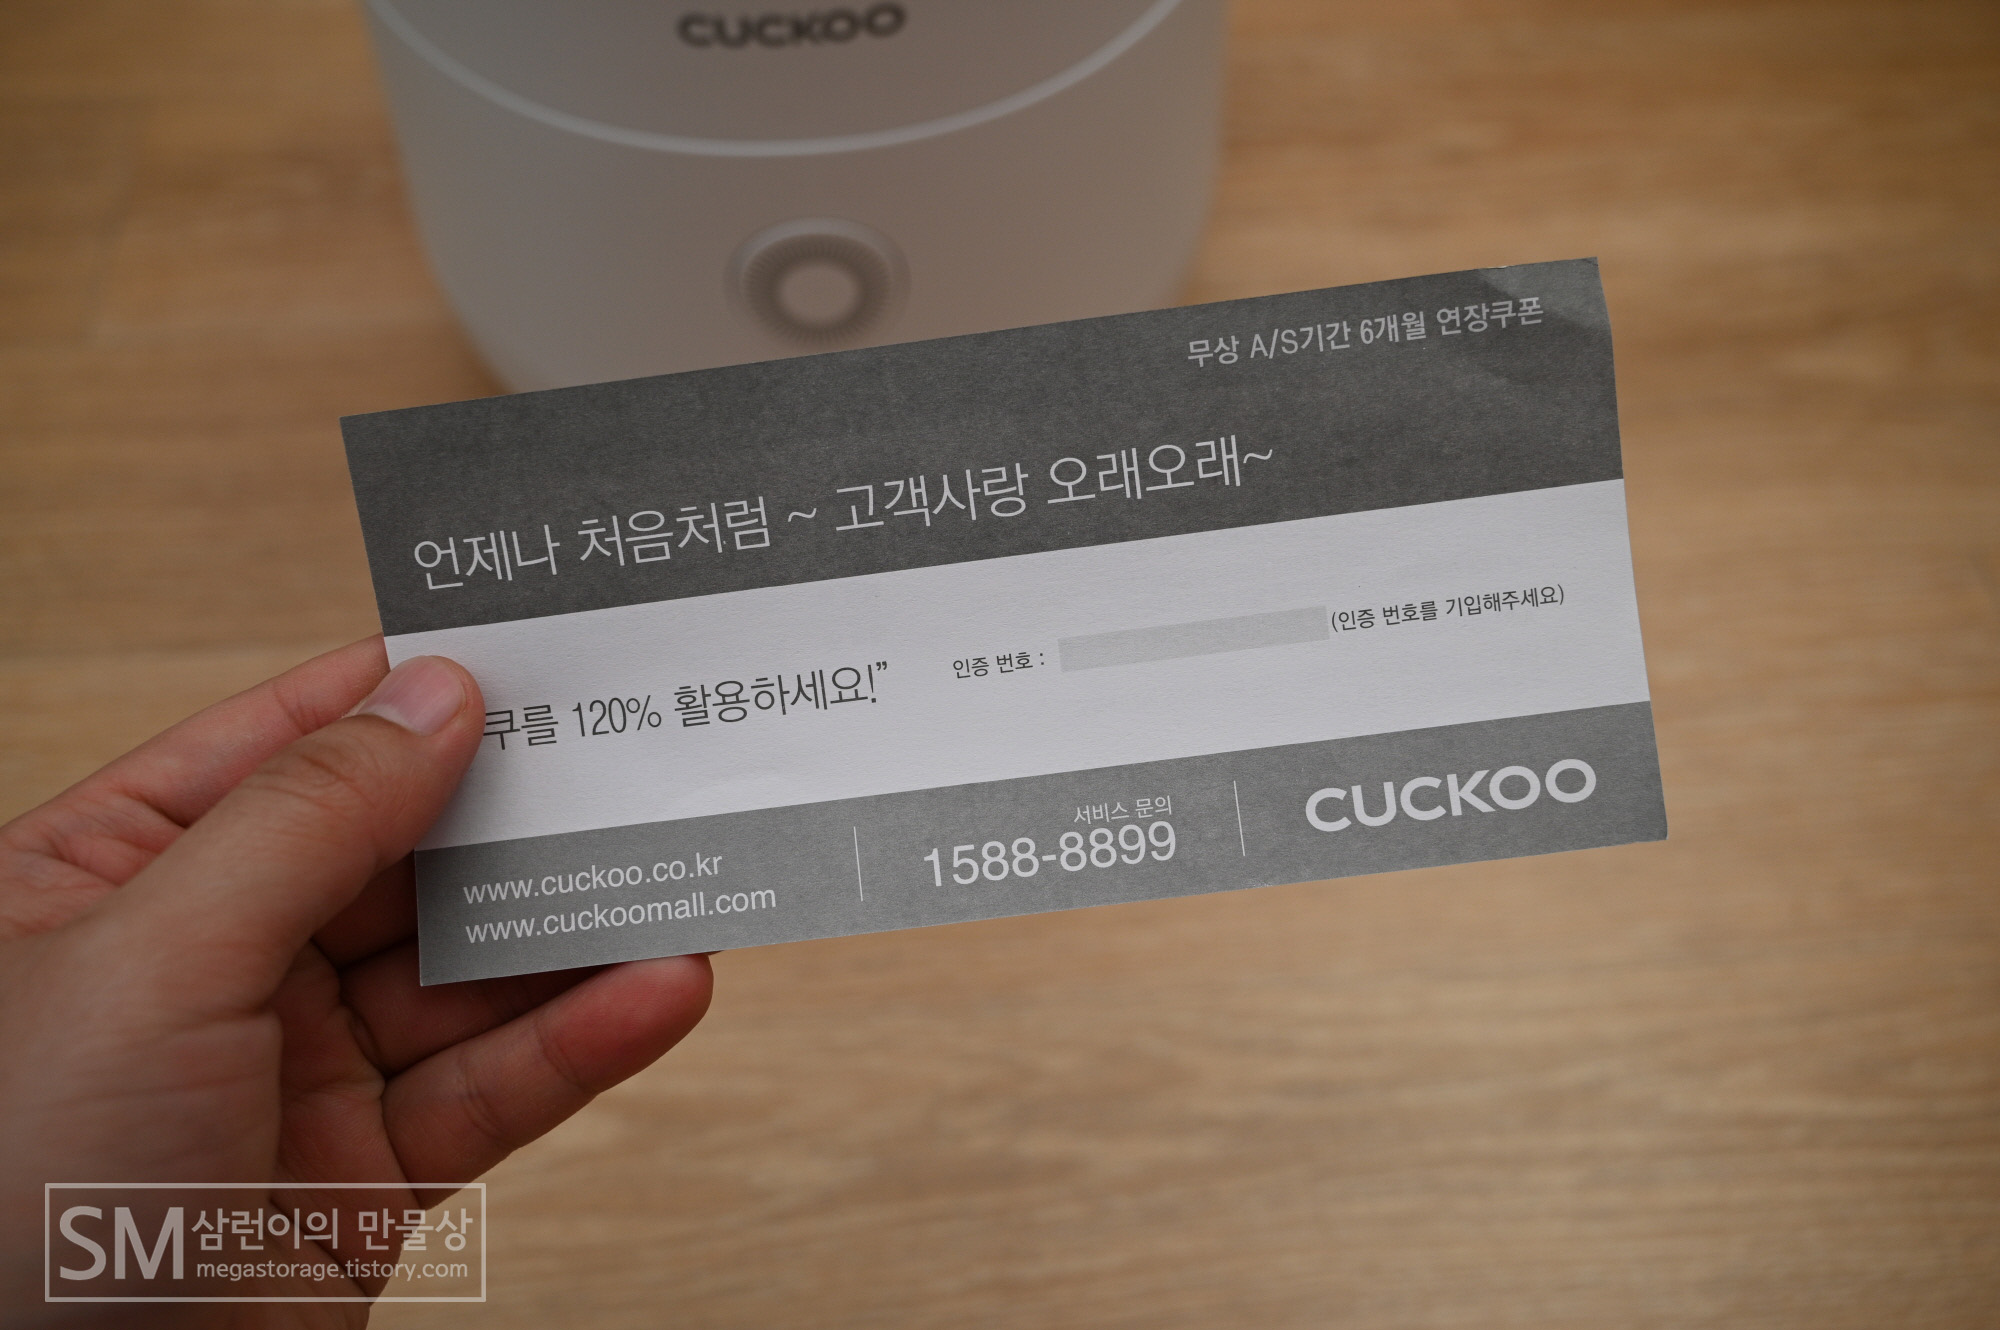 CUCKOO
무상 A/S기간 6개월 연장쿠폰
언제나 처음처럼 ~ 고객사랑 오래오래~
쿠를 120% 활용하세요!”
인증 번호 : (인증 번호를 기입해주세요)
www.cuckoo.co.kr
www.cuckoomall.com
서비스 문의
1588-8899
CUCKOO
SM 삼런이의 만물상
megastorage.tistory.com